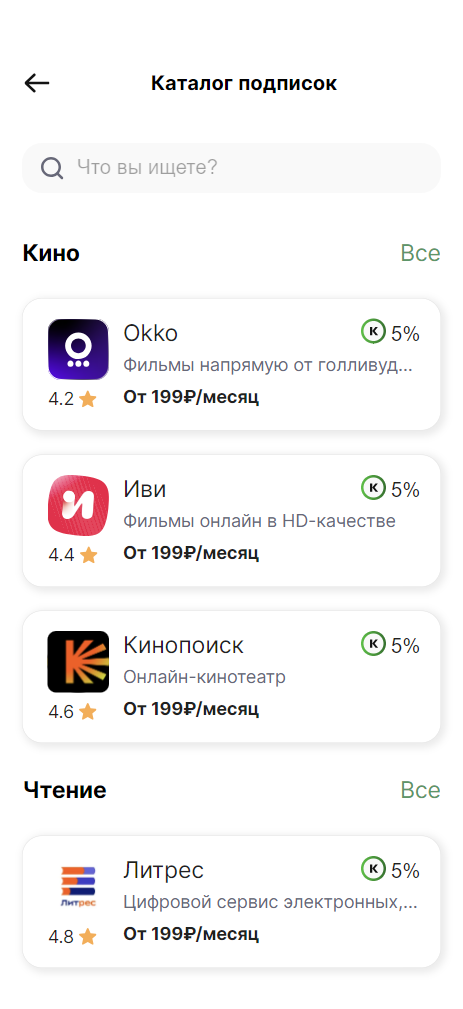 Каталог подписок
Что вы ищете?
Кино Все
Okko K 5%
Фильмы напрямую от голливуд...
4.2 От 199₽/месяц
Иви K 5%
Фильмы онлайн в HD-качестве
4.4 От 199₽/месяц
Кинопоиск K 5%
Онлайн-кинотеатр
4.6 От 199₽/месяц
Чтение Все
Литрес K 5%
Цифровой сервис электронных,...
Литрес
4.8 От 199₽/месяц